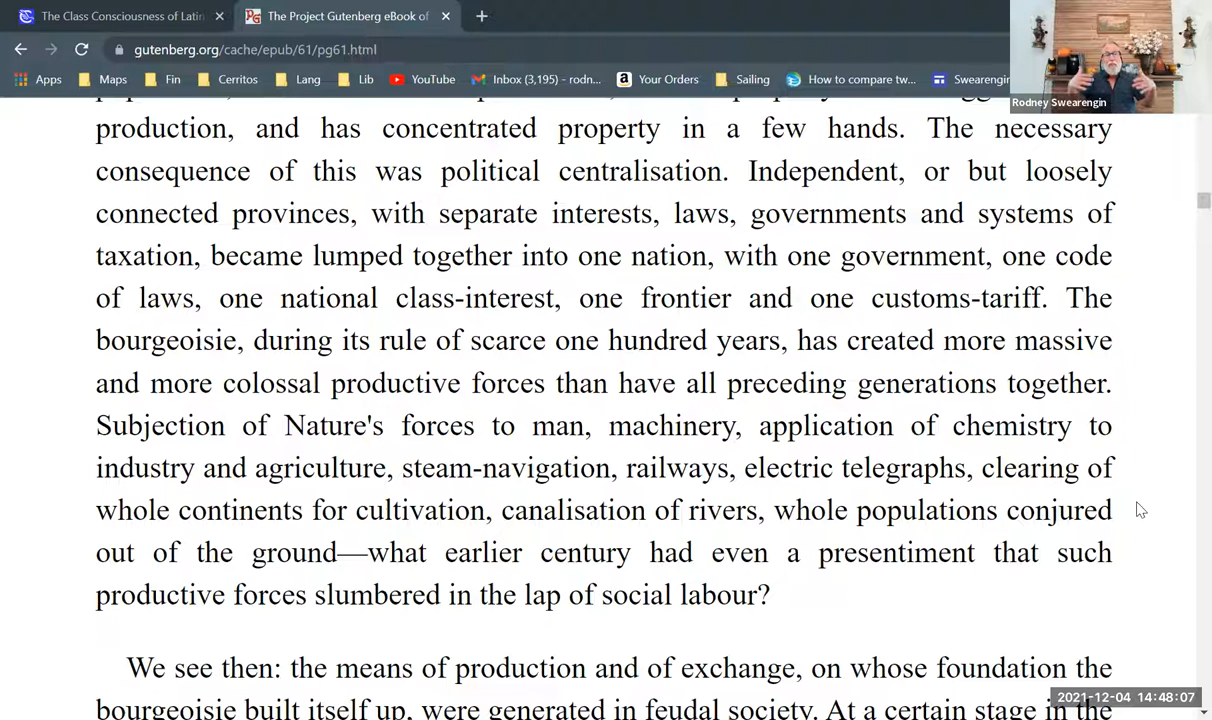 The Class Consciousness of Latin
The Project Gutenberg eBook of
gutenberg.org/cache/epub/61/pg61.html
Apps Maps Fin Cerritos Lang Lib YouTube Inbox (3,195) – rodn... Your Orders Sailing How to compare tw... Swearengin
Rodney Swearengin
production, and has concentrated property in a few hands. The necessary
consequence of this was political centralisation. Independent, or but loosely
connected provinces, with separate interests, laws, governments and systems of
taxation, became lumped together into one nation, with one government, one code
of laws, one national class-interest, one frontier and one customs-tariff. The
bourgeoisie, during its rule of scarce one hundred years, has created more massive
and more colossal productive forces than have all preceding generations together.
Subjection of Nature's forces to man, machinery, application of chemistry to
industry and agriculture, steam-navigation, railways, electric telegraphs, clearing of
whole continents for cultivation, canalisation of rivers, whole populations conjured
out of the ground—what earlier century had even a presentiment that such
productive forces slumbered in the lap of social labour?
We see then: the means of production and of exchange, on whose foundation the
bourgeoisie built itself up, were generated in feudal society. At a certain stage in the
2021-12-04 14:48:07